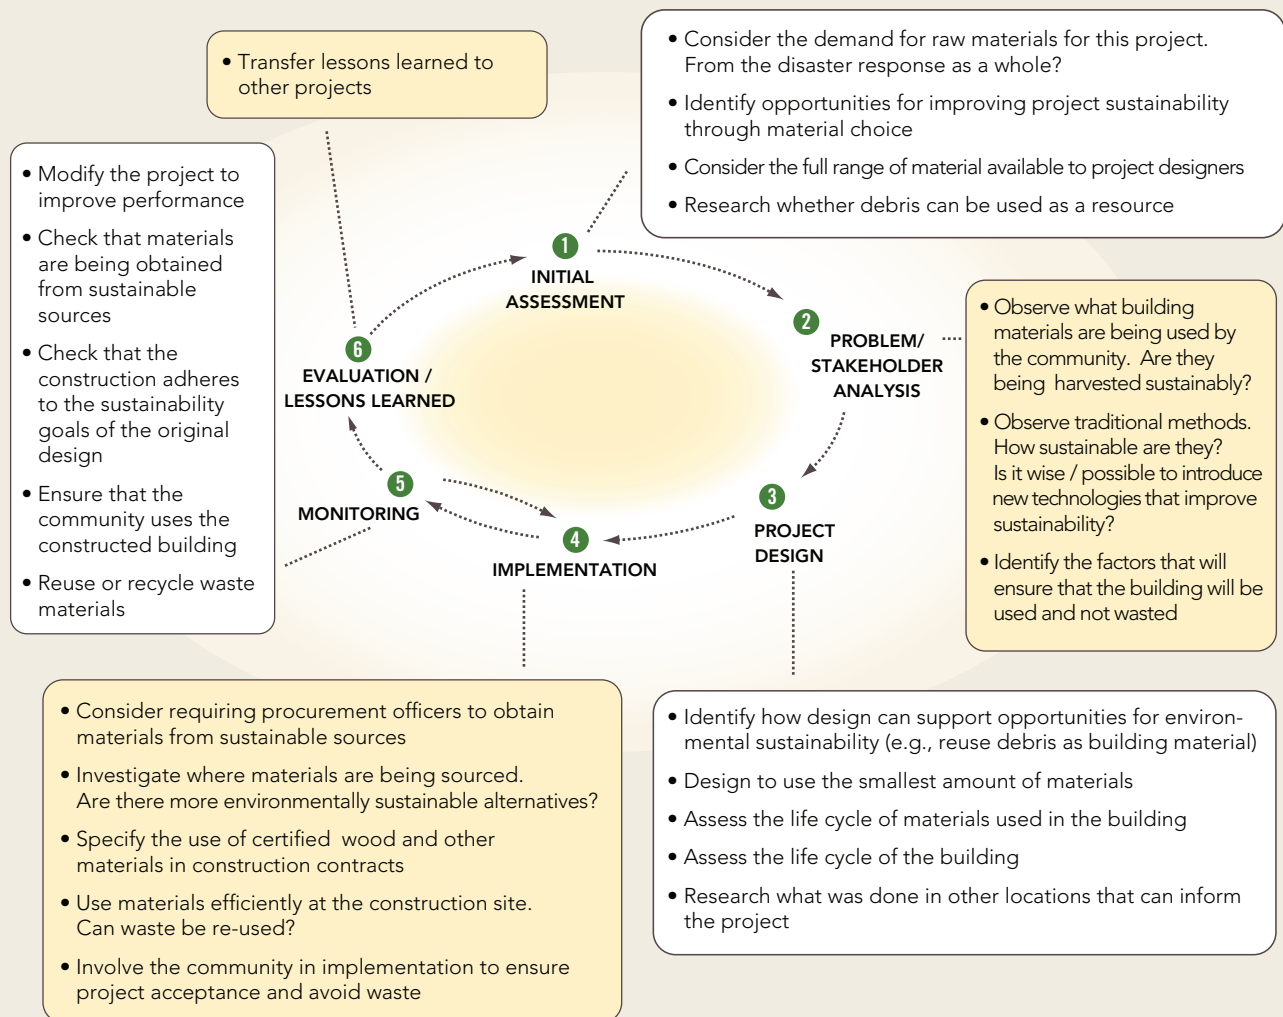 • Transfer lessons learned to
other projects
• Consider the demand for raw materials for this project.
From the disaster response as a whole?
• Identify opportunities for improving project sustainability
through material choice
• Consider the full range of material available to project designers
• Research whether debris can be used as a resource
• Modify the project to
improve performance
• Check that materials
are being obtained
from sustainable
sources
• Check that the
construction adheres
to the sustainability
goals of the original
design
• Ensure that the
community uses the
constructed building
• Reuse or recycle waste
materials
1
INITIAL
ASSESSMENT
2
PROBLEM/
STAKEHOLDER
ANALYSIS
• Observe what building
materials are being used by
the community. Are they
being harvested sustainably?
• Observe traditional methods.
How sustainable are they?
Is it wise / possible to introduce
new technologies that improve
sustainability?
• Identify the factors that will
ensure that the building will be
used and not wasted
6
EVALUATION /
LESSONS LEARNED
5
MONITORING
4
IMPLEMENTATION
3
PROJECT
DESIGN
• Consider requiring procurement officers to obtain
materials from sustainable sources
• Investigate where materials are being sourced.
Are there more environmentally sustainable alternatives?
• Specify the use of certified wood and other
materials in construction contracts
• Use materials efficiently at the construction site.
Can waste be re-used?
• Involve the community in implementation to ensure
project acceptance and avoid waste
• Identify how design can support opportunities for environ-
mental sustainability (e.g., reuse debris as building material)
• Design to use the smallest amount of materials
• Assess the life cycle of materials used in the building
• Assess the life cycle of the building
• Research what was done in other locations that can inform
the project